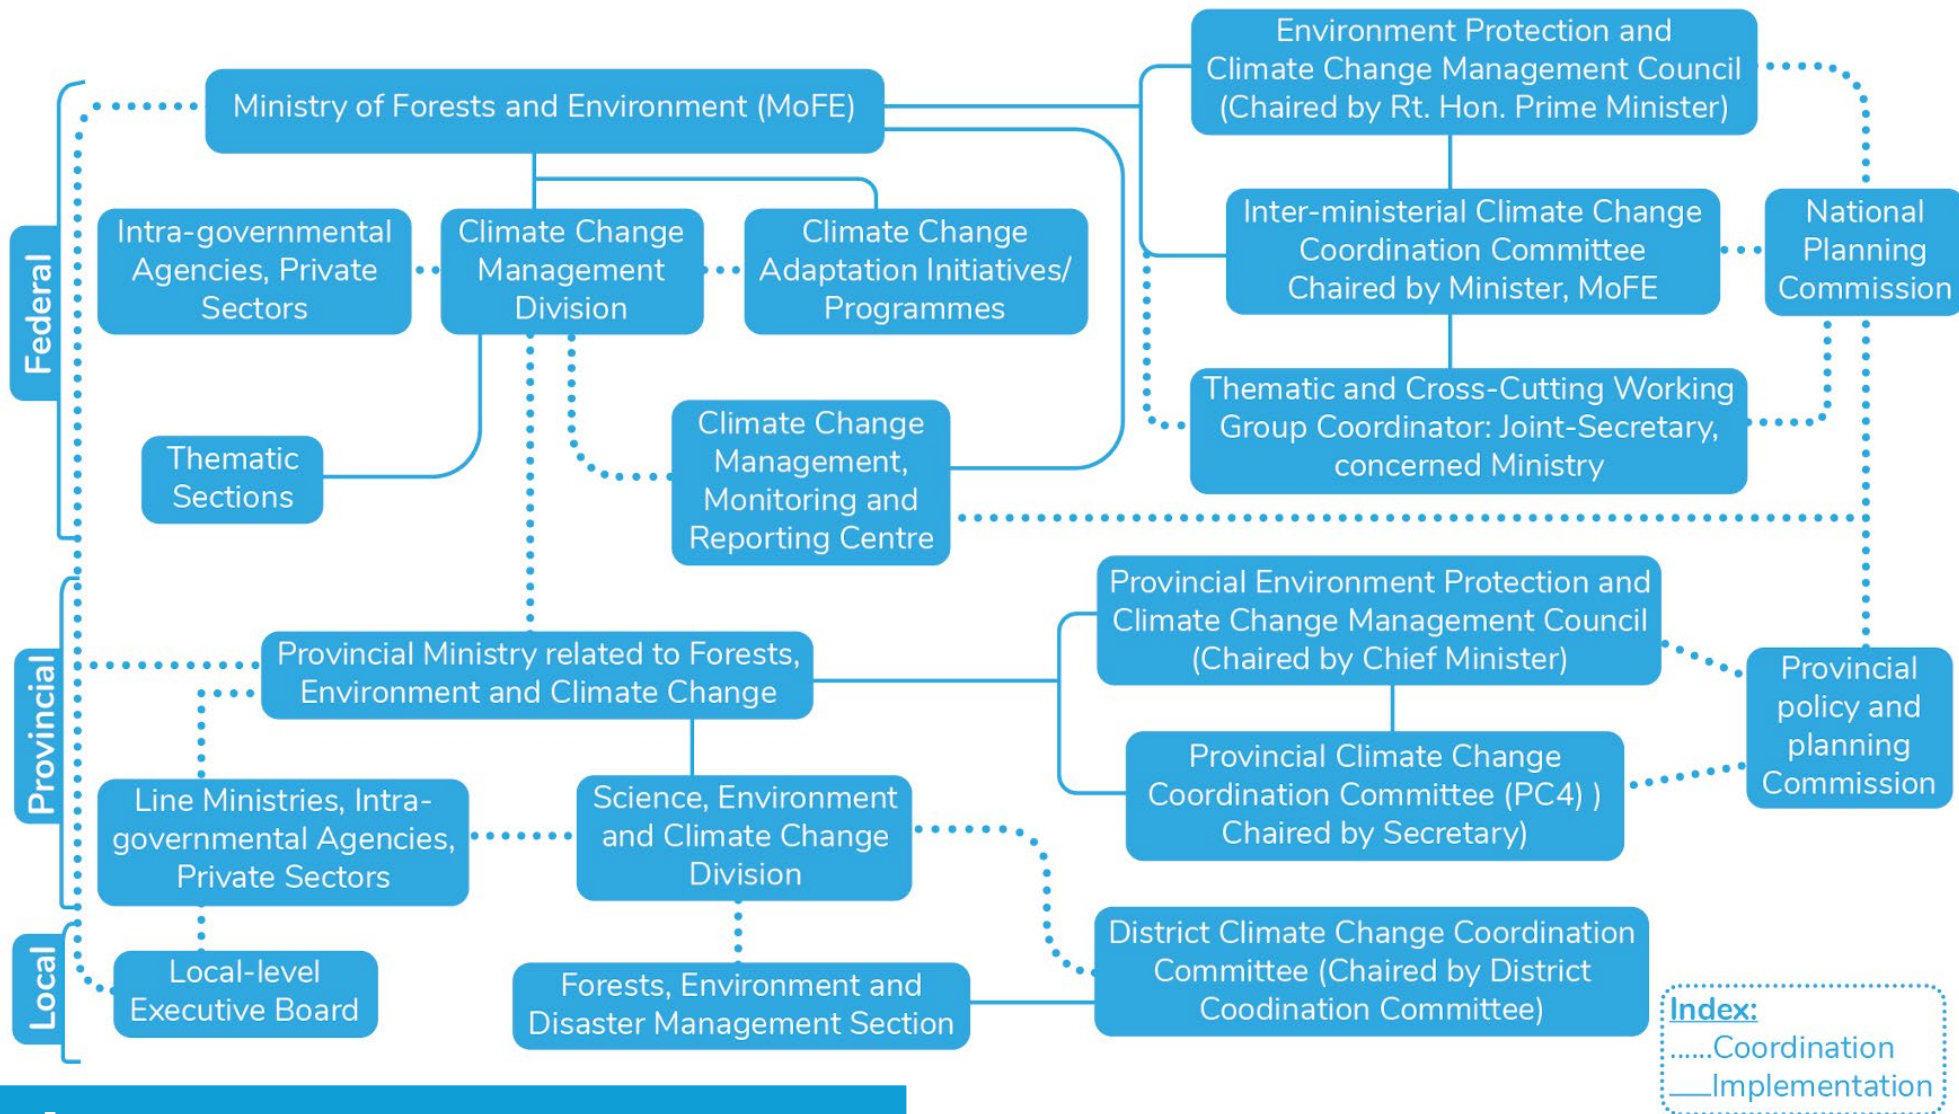 Environment Protection and
Climate Change Management Council
(Chaired by Rt. Hon. Prime Minister)
Ministry of Forests and Environment (MoFE)
Federal
Intra-governmental
Agencies, Private
Sectors
Climate Change
Management
Division
Climate Change
Adaptation Initiatives/
Programmes
Inter-ministerial Climate Change
Coordination Committee
Chaired by Minister, MoFE
National
Planning
Commission
Thematic
Sections
Climate Change
Management,
Monitoring and
Reporting Centre
Thematic and Cross-Cutting Working
Group Coordinator: Joint-Secretary,
concerned Ministry
Provincial
Provincial Ministry related to Forests,
Environment and Climate Change
Provincial Environment Protection and
Climate Change Management Council
(Chaired by Chief Minister)
Provincial
policy and
planning
Commission
Line Ministries, Intra-
governmental Agencies,
Private Sectors
Science, Environment
and Climate Change
Division
Provincial Climate Change
Coordination Committee (PC4) )
Chaired by Secretary)
Local
Local-level
Executive Board
Forests, Environment and
Disaster Management Section
District Climate Change Coordination
Committee (Chaired by District
Coodination Committee)
Index:
......Coordination
___Implementation